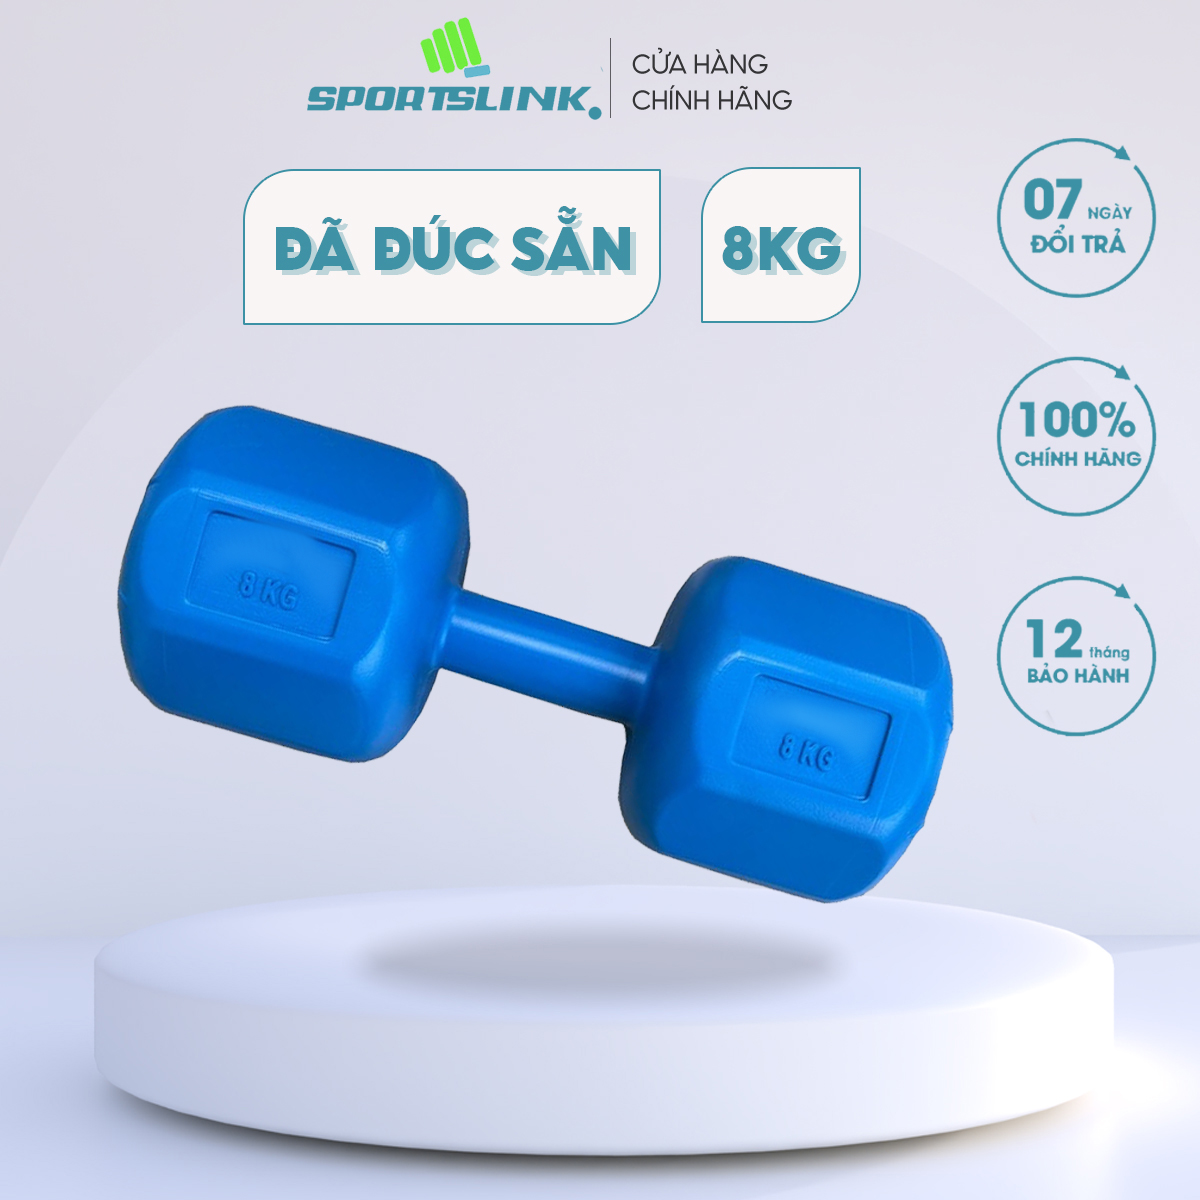 SPORTSLINK.
CỬA HÀNG
CHÍNH HÃNG
ĐÃ ĐÚC SẴN
8KG
07 NGÀY
ĐỔI TRẢ
100%
CHÍNH HÃNG
12 tháng
BẢO HÀNH
8 KG
8 KG